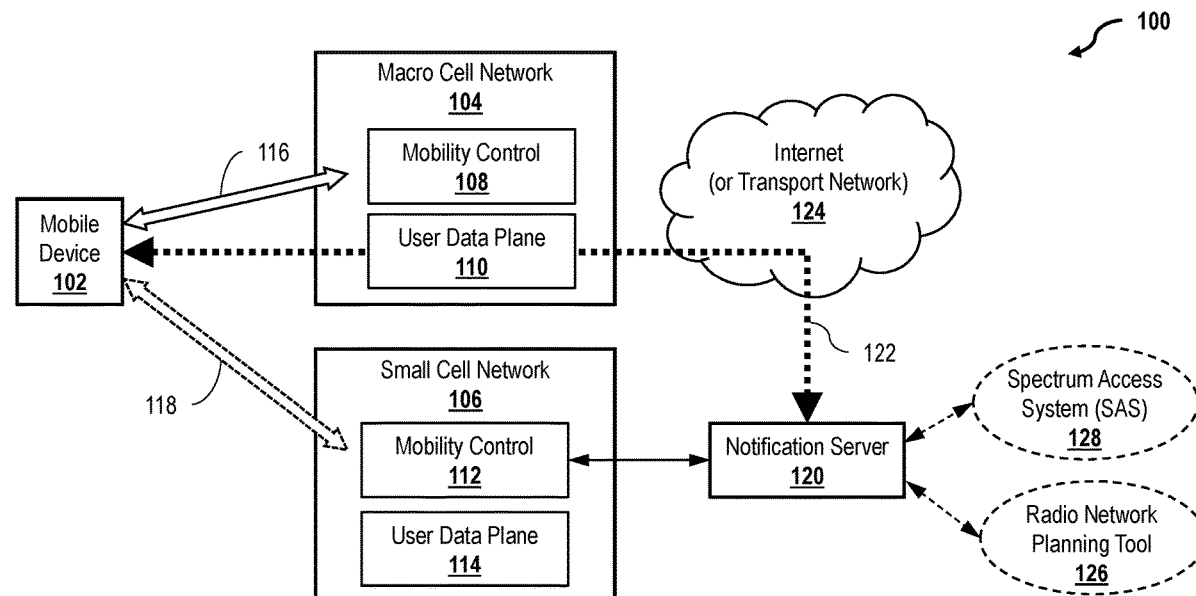 100
Macro Cell Network
104
Mobility Control
108
User Data Plane
110
116
Mobile
Device
102
118
Internet
(or Transport Network)
124
122
Small Cell Network
106
Mobility Control
112
User Data Plane
114
Notification Server
120
Spectrum Access
System (SAS)
128
Radio Network
Planning Tool
126